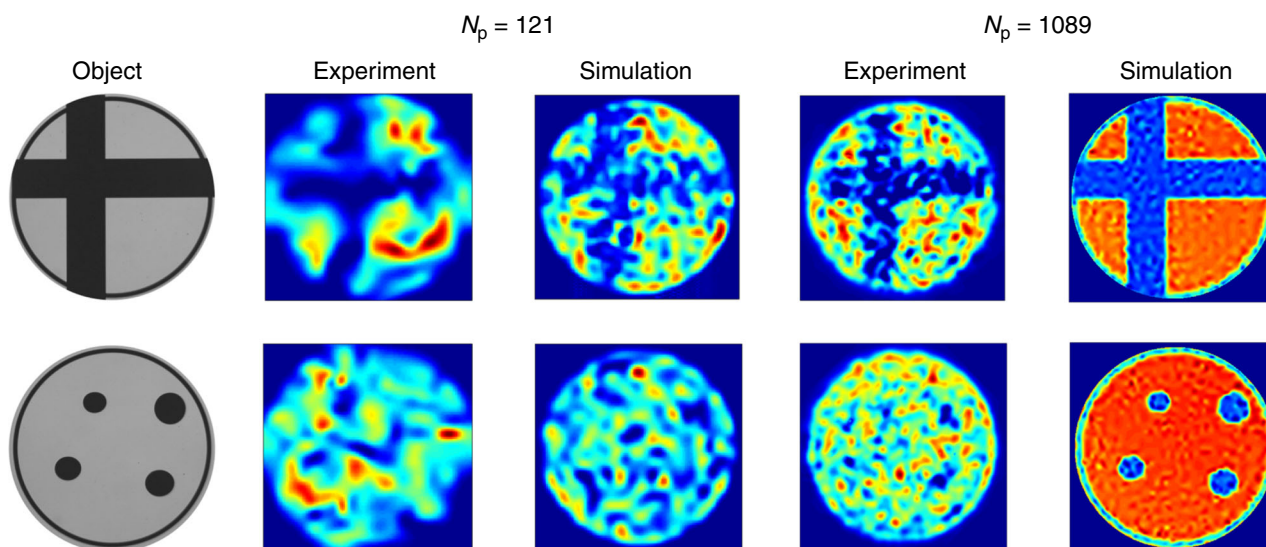 Np = 121 Np = 1089
Object Experiment Simulation Experiment Simulation